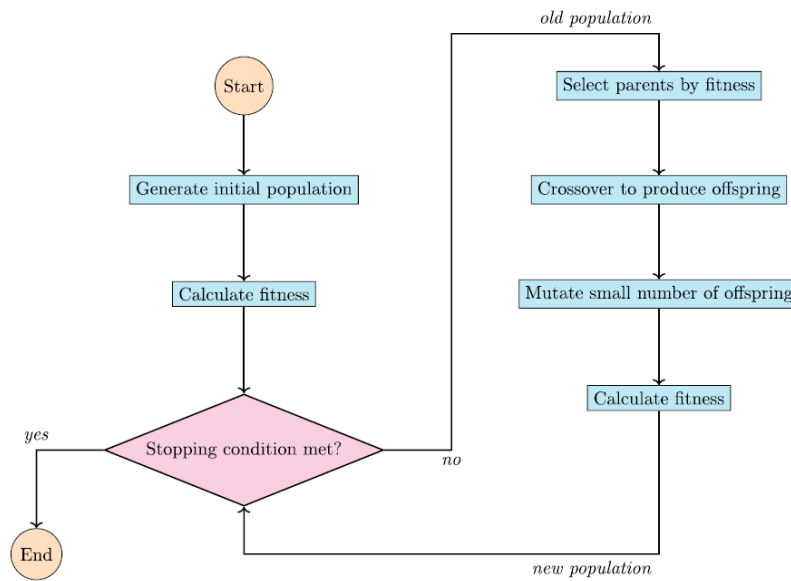 old population
Start
Select parents by fitness
Generate initial population
Crossover to produce offspring
Calculate fitness
Mutate small number of offspring
Calculate fitness
yes
Stopping condition met?
no
End
new population